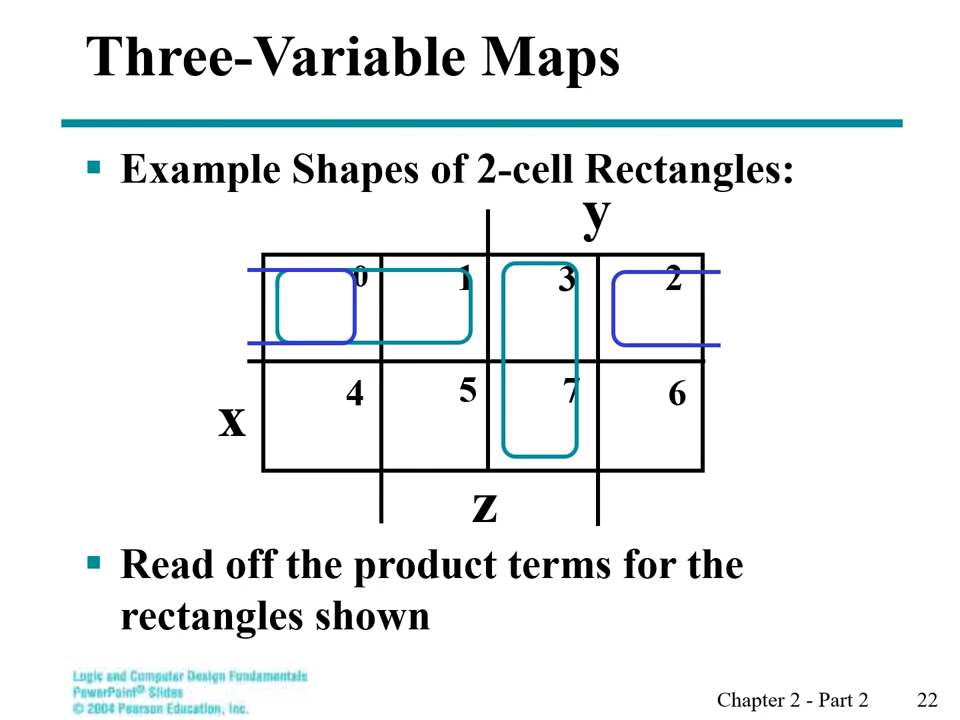 Three-Variable Maps
Example Shapes of 2-cell Rectangles:
y
0 1 3 2
4 5 7 6
x
z
Read off the product terms for the
rectangles shown
Logic and Computer Design Fundamentals
PowerPoint® Slides
© 2004 Pearson Education, Inc.
Chapter 2 - Part 2 22